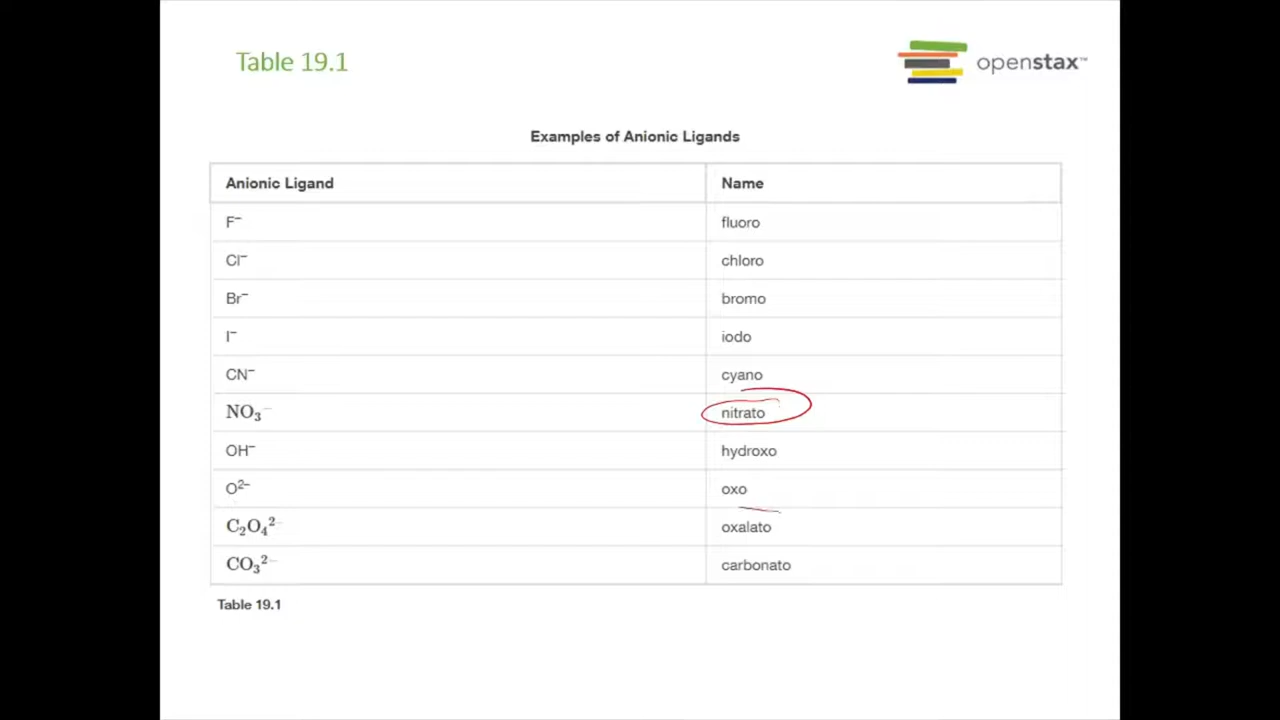 Table 19.1
openstax™
Examples of Anionic Ligands
Anionic Ligand Name
F⁻ fluoro
Cl⁻ chloro
Br⁻ bromo
I⁻ iodo
CN⁻ cyano
NO₃⁻ nitrato
OH⁻ hydroxo
O²⁻ oxo
C₂O₄²⁻ oxalato
CO₃²⁻ carbonato
Table 19.1